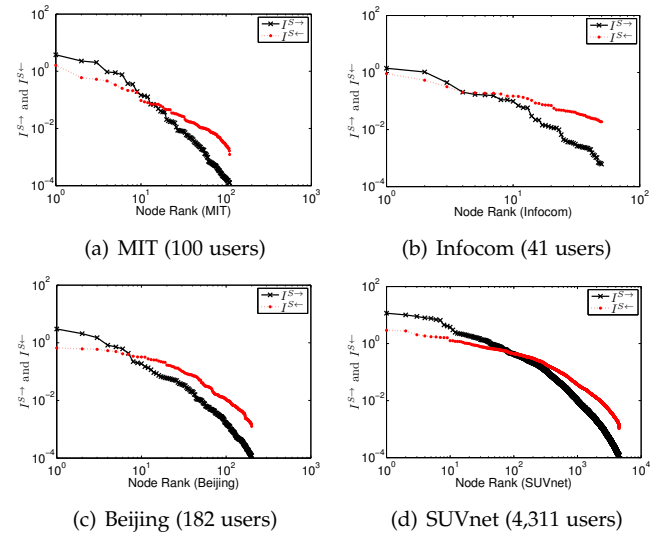 10^2
10^0
10^-2
10^-4
I^S→ and I^S←
I^S→
I^S←
10^0 10^1 10^2 10^3
Node Rank (MIT)
(a) MIT (100 users)
10^2
10^0
10^-2
10^-4
I^S→ and I^S←
I^S→
I^S←
10^0 10^1 10^2
Node Rank (Infocom)
(b) Infocom (41 users)
10^2
10^0
10^-2
10^-4
I^S→ and I^S←
I^S→
I^S←
10^0 10^1 10^2 10^3
Node Rank (Beijing)
(c) Beijing (182 users)
10^2
10^0
10^-2
10^-4
I^S→ and I^S←
I^S→
I^S←
10^0 10^1 10^2 10^3 10^4
Node Rank (SUVnet)
(d) SUVnet (4,311 users)